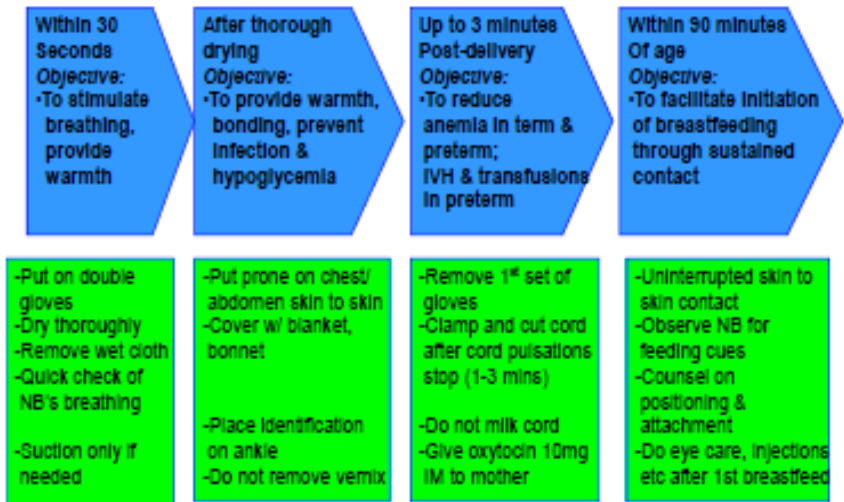 Within 30
Seconds
Objective:
·To stimulate
breathing,
provide
warmth
After thorough
drying
Objective:
·To provide warmth,
bonding, prevent
infection &
hypoglycemia
Up to 3 minutes
Post-delivery
Objective:
·To reduce
anemia in term &
preterm;
IVH & transfusions
in preterm
Within 90 minutes
Of age
Objective:
·To facilitate initiation
of breastfeeding
through sustained
contact
-Put on double
gloves
-Dry thoroughly
-Remove wet cloth
-Quick check of
NB's breathing
-Suction only if
needed
-Put prone on chest/
abdomen skin to skin
-Cover w/ blanket,
bonnet
-Place identification
on ankle
-Do not remove vernix
-Remove 1st set of
gloves
-Clamp and cut cord
after cord pulsations
stop (1-3 mins)
-Do not milk cord
-Give oxytocin 10mg
IM to mother
-Uninterrupted skin to
skin contact
-Observe NB for
feeding cues
-Counsel on
positioning &
attachment
-Do eye care, injections
etc after 1st breastfeed